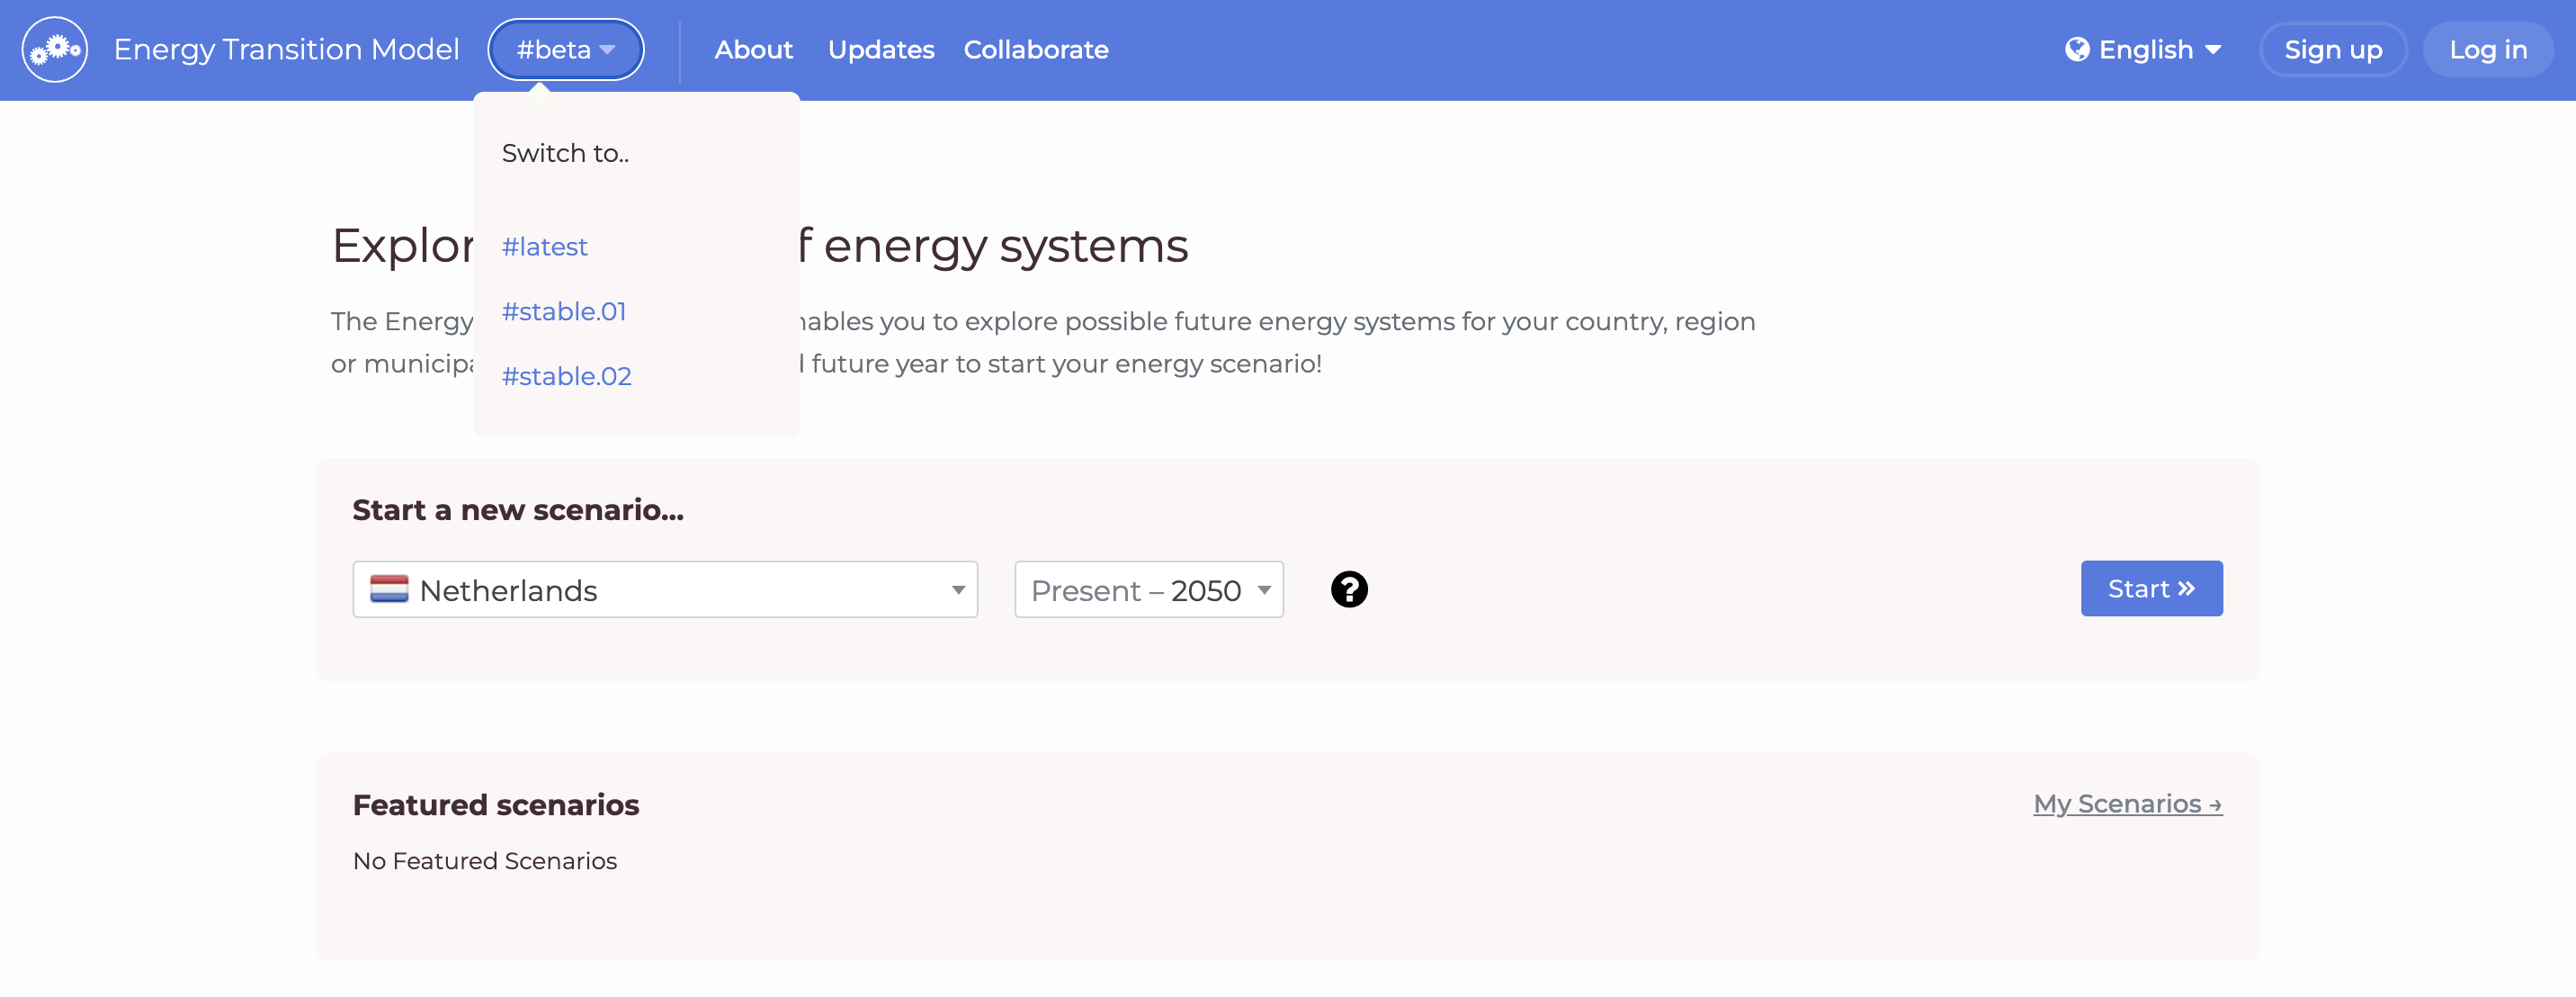 Energy Transition Model
#beta
About
Updates
Collaborate
English
Sign up
Log in
Switch to..
#latest
#stable.01
#stable.02
f energy systems
The Energy
ables you to explore possible future energy systems for your country, region
or
future year to start your energy scenario!
Start a new scenario...
Netherlands
Present – 2050
?
Start »
Featured scenarios
My Scenarios →
No Featured Scenarios